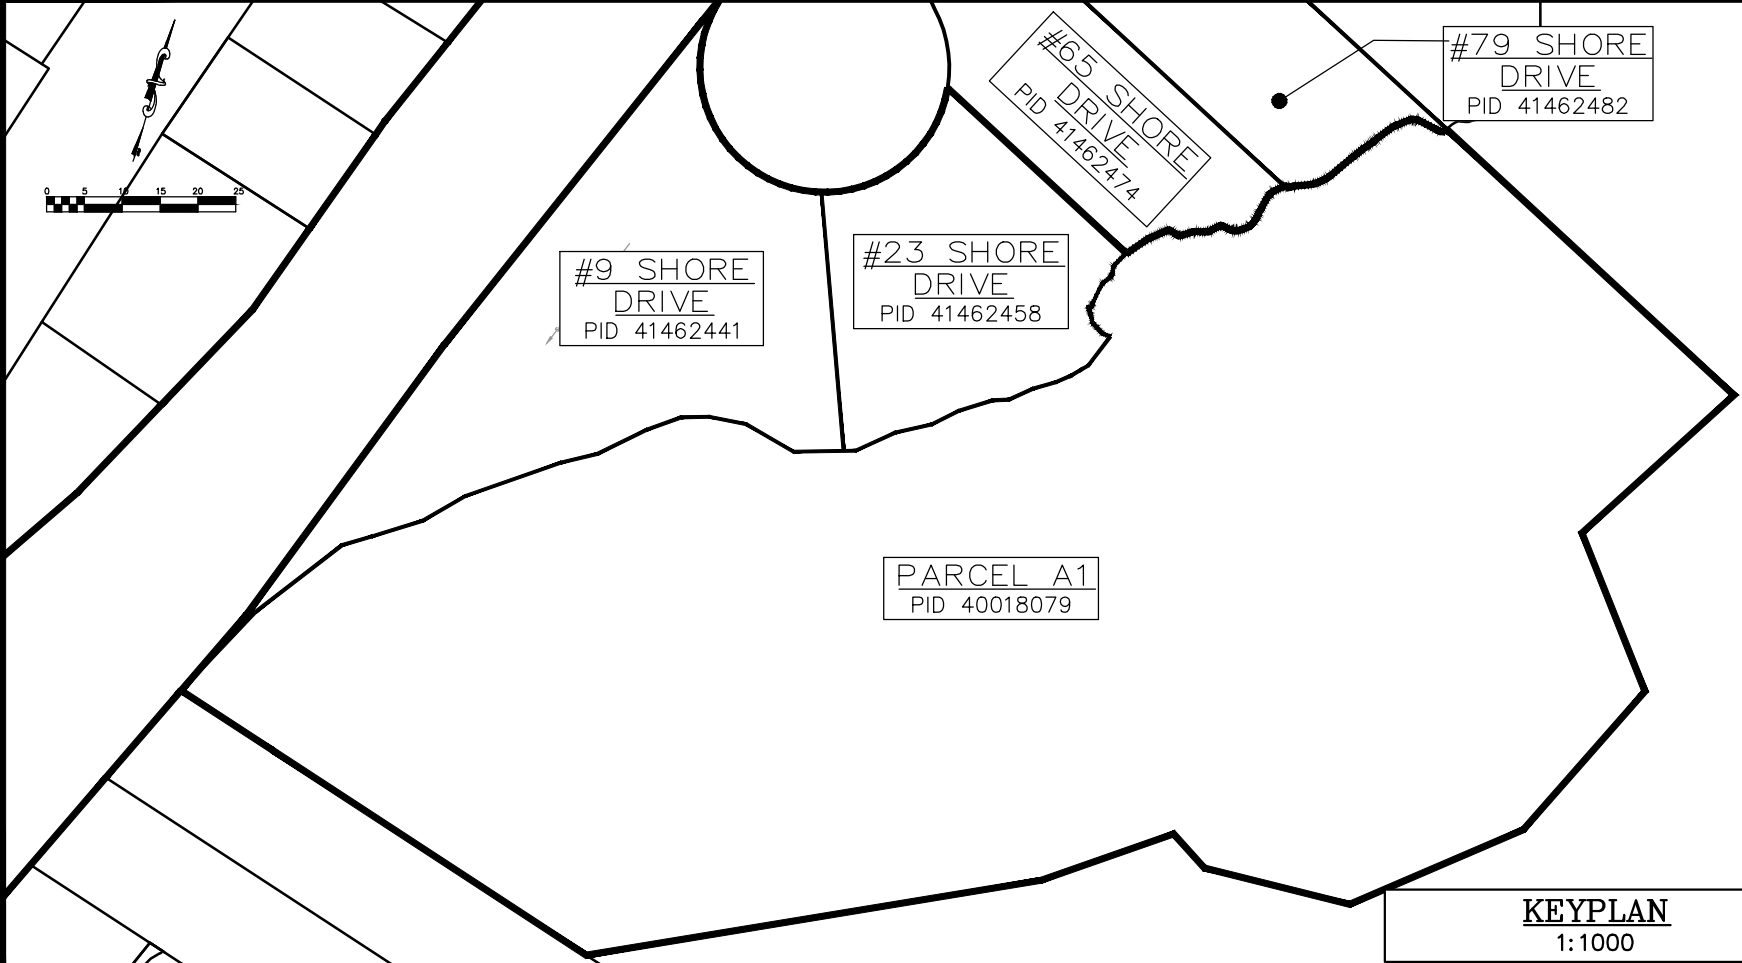 #65 SHORE
DRIVE
PID 41462474
#79 SHORE
DRIVE
PID 41462482
0 5 10 15 20 25
#9 SHORE
DRIVE
PID 41462441
#23 SHORE
DRIVE
PID 41462458
PARCEL A1
PID 40018079
KEYPLAN
1:1000